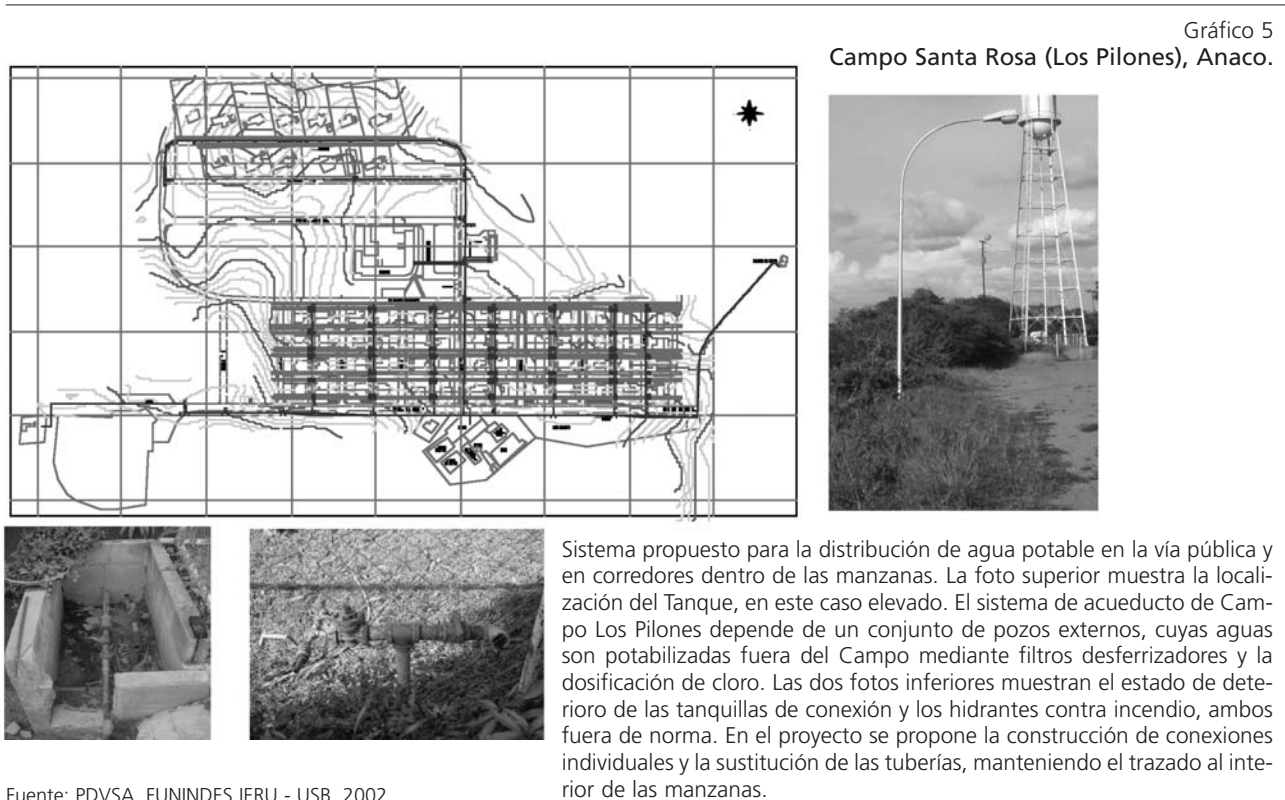 Gráfico 5
Campo Santa Rosa (Los Pilones), Anaco.
Sistema propuesto para la distribución de agua potable en la vía pública y
en corredores dentro de las manzanas. La foto superior muestra la locali-
zación del Tanque, en este caso elevado. El sistema de acueducto de Cam-
po Los Pilones depende de un conjunto de pozos externos, cuyas aguas
son potabilizadas fuera del Campo mediante filtros desferrizadores y la
dosificación de cloro. Las dos fotos inferiores muestran el estado de dete-
rioro de las tanquillas de conexión y los hidrantes contra incendio, ambos
fuera de norma. En el proyecto se propone la construcción de conexiones
individuales y la sustitución de las tuberías, manteniendo el trazado al inte-
rior de las manzanas.
Fuente: PDVSA, FUNINDES IERU - USB, 2002